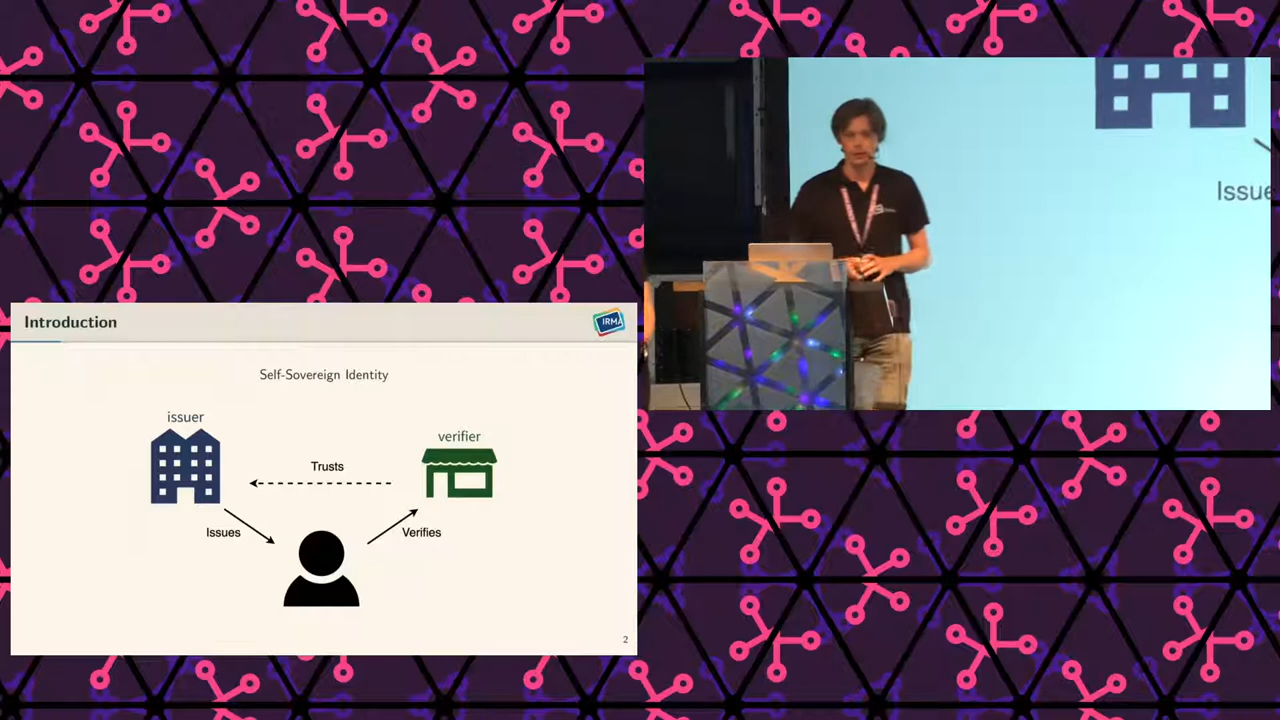 Introduction
IRMA
Self-Sovereign Identity
issuer
verifier
Trusts
Issues
Verifies
2
Issue